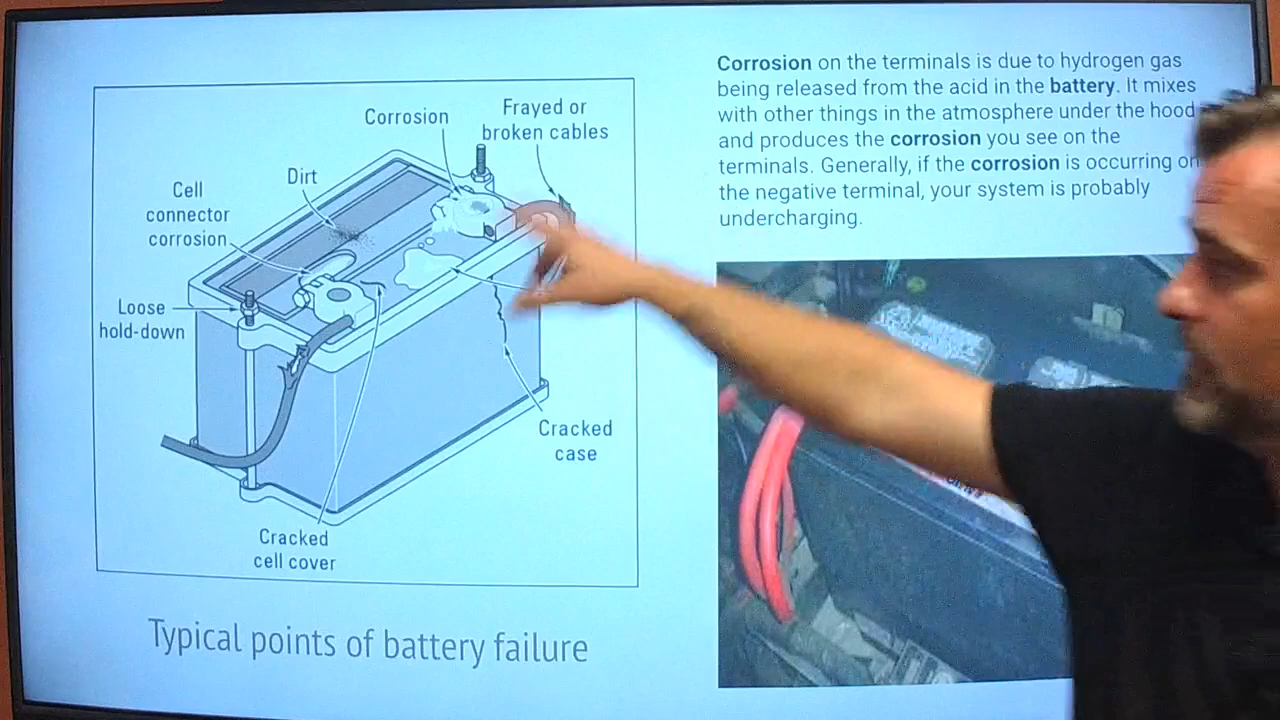 Corrosion
Frayed or
broken cables
Dirt
Cell
connector
corrosion
Loose
hold-down
Cracked
case
Cracked
cell cover
Typical points of battery failure
Corrosion on the terminals is due to hydrogen gas
being released from the acid in the battery. It mixes
with other things in the atmosphere under the hood
and produces the corrosion you see on the
terminals. Generally, if the corrosion is occurring on
the negative terminal, your system is probably
undercharging.